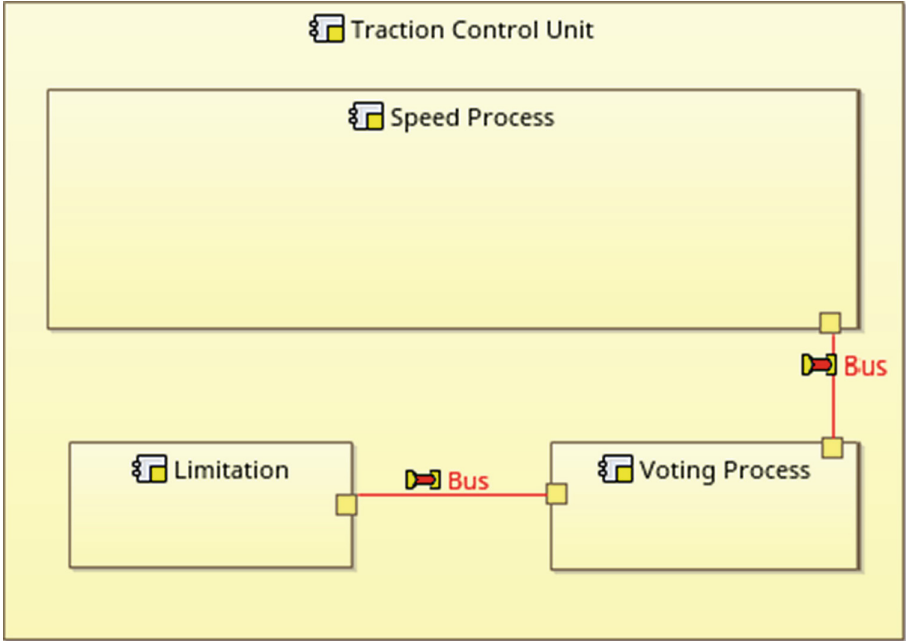 Traction Control Unit
Speed Process
Bus
Limitation
Bus
Voting Process